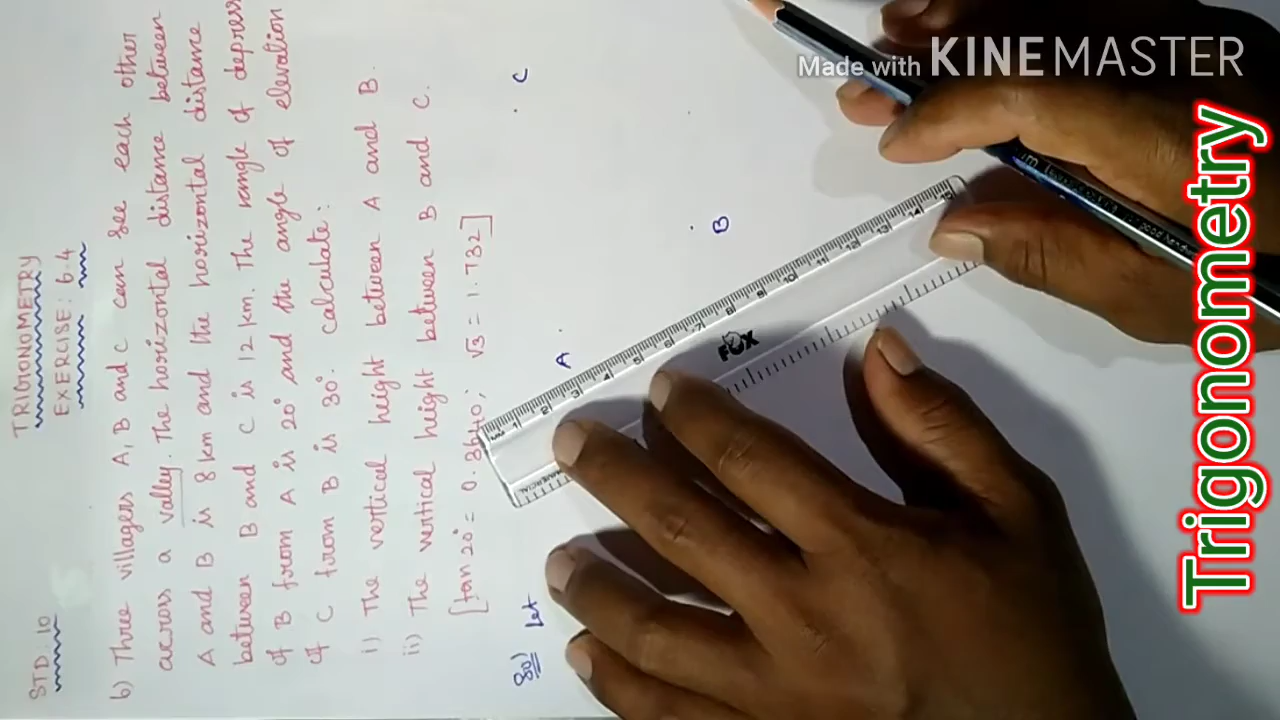 STD: 10
TRIGIONOMETRY
EXERCISE: 6.4
b) Three villagers A, B and C can see each other
across a valley. The horizontal distance between
A and B is 8 km and the horizontal distance
between B and C is 12 km. The angle of depress
of B from A is 20° and the angle of elevation
of C from B is 30°. calculate:
i) The vertical height between A and B.
ii) The vertical height between B and C.
[tan 20° = 0.3640; √3 = 1.732]
Sol) Let
A
B
C
FOX
Made with KINEMASTER
Trigonometry